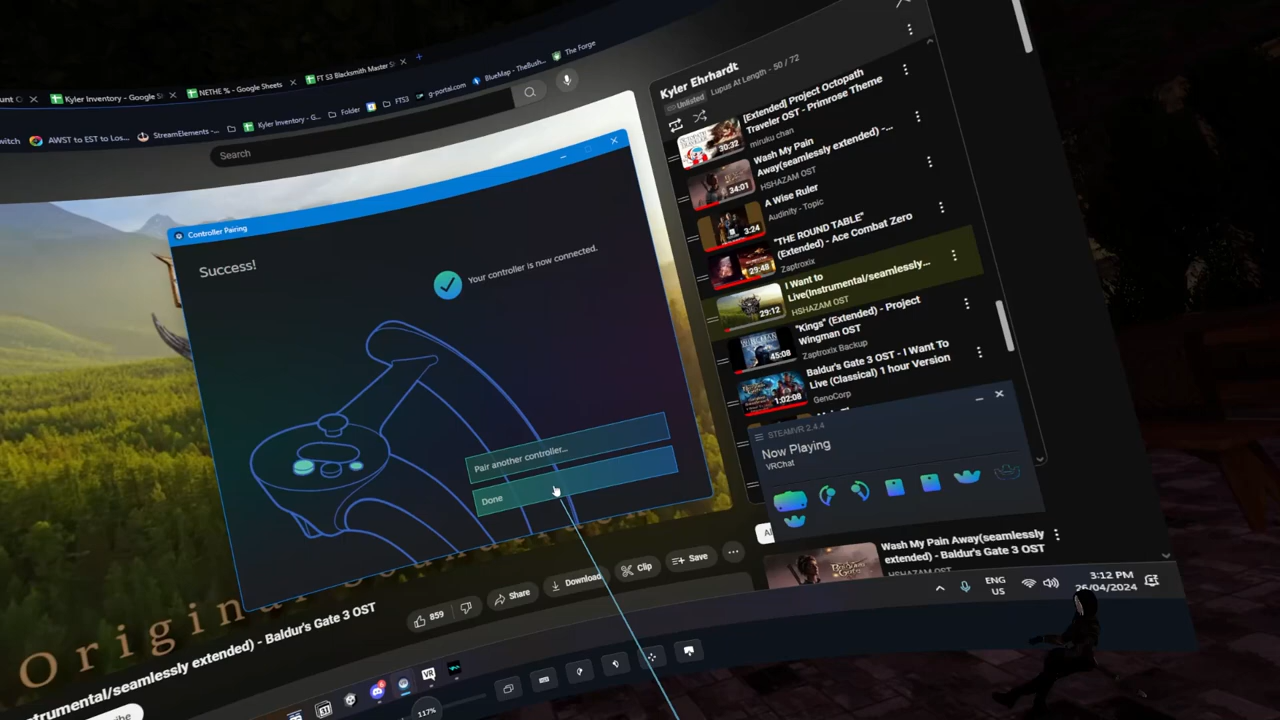 Kyler Inventory - Google S
NETHE % - Google Sheets
FT S3 Blacksmith Master S
AWST to EST to Los...
StreamElements -...
Kyler Inventory - G...
Folder
FTS3
g-portal.com
BlueMap - TheBush
The Forge
Search
Controller Pairing
Success!
Your controller is now connected.
Pair another controller...
Done
Kyler Ehrhardt
Unlisted
Lupus At Length - 50 / 72
[Extended] Project Octopath
Traveler OST - Primrose Theme
miruku chan
30:32
Wash My Pain
Away(seamlessly extended) -...
HSHAZAM OST
34:01
A Wise Ruler
Audinity - Topic
3:24
"THE ROUND TABLE"
(Extended) - Ace Combat Zero
Zaptroxix
29:48
I Want to
Live(Instrumental/seamlessly...
HSHAZAM OST
29:12
"Kings" (Extended) - Project
Wingman OST
Zaptroxix Backup
45:08
Baldur's Gate 3 OST - I Want To
Live (Classical) 1 hour Version
GenoCorp
1:02:08
STEAMVR 2.4.4
Now Playing
VRChat
Wash My Pain Away(seamlessly
extended) - Baldur's Gate 3 OST
HSHAZAM OST
Original
strumental/seamlessly extended) - Baldur's Gate 3 OST
859
Share
Download
Clip
Save
ENG
US
3:12 PM
26/04/2024
117%